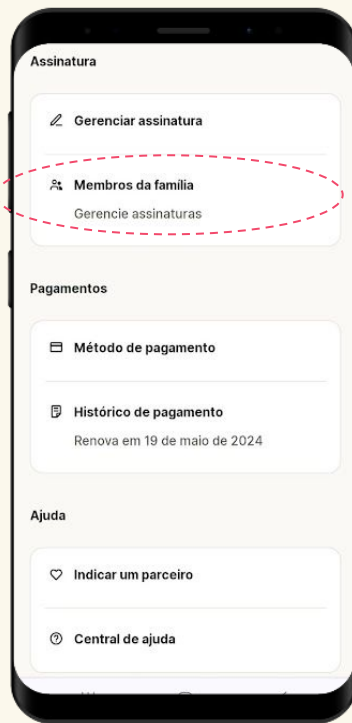 Assinatura
Gerenciar assinatura
Membros da família
Gerencie assinaturas
Pagamentos
Método de pagamento
Histórico de pagamento
Renova em 19 de maio de 2024
Ajuda
Indicar um parceiro
Central de ajuda